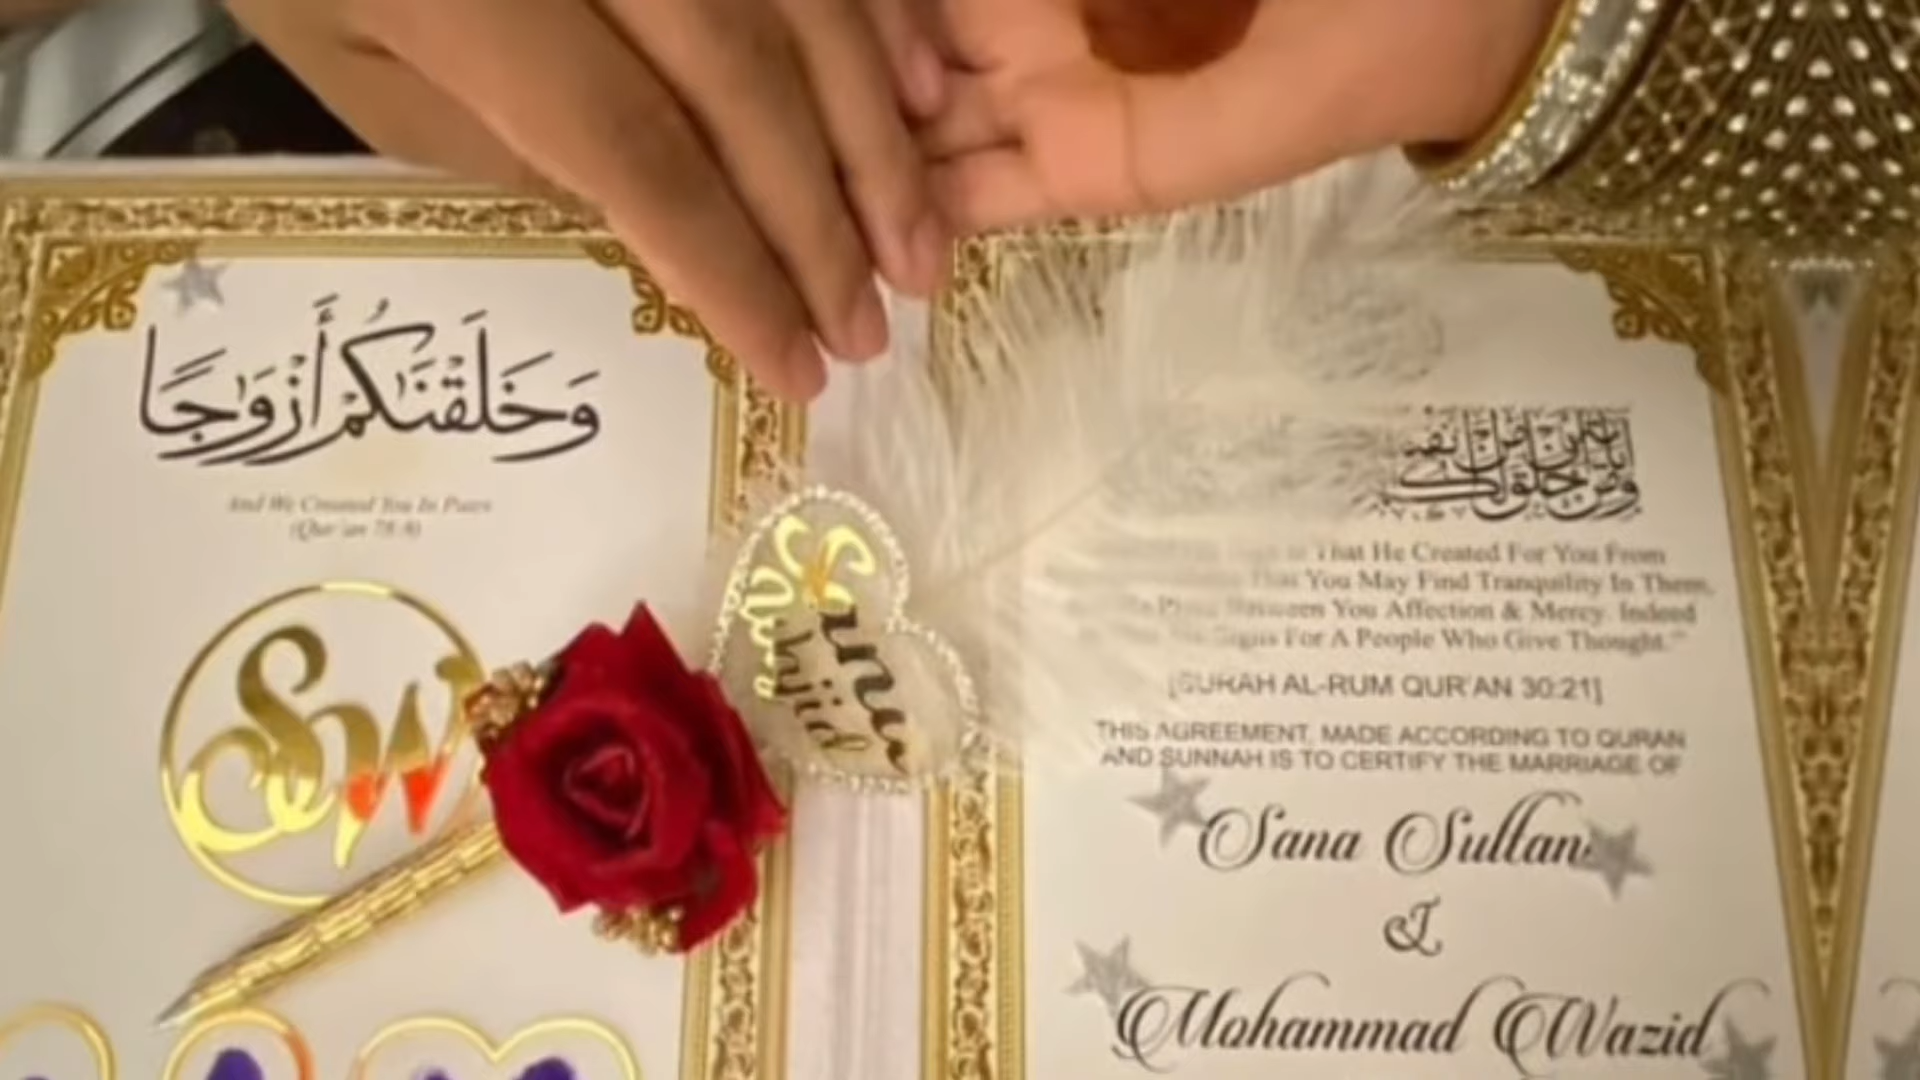 وَخَلَقْنَٰكُمْ أَزْوَٰجًا
And We Created You In Pairs
(Qur'an 78:8)
SW
Sanu
Wahjid
That He Created For You From
That You May Find Tranquility In Them,
Between You Affection & Mercy. Indeed
Signs For A People Who Give Thought."
[SURAH AL-RUM QUR'AN 30:21]
THIS AGREEMENT, MADE ACCORDING TO QURAN
AND SUNNAH IS TO CERTIFY THE MARRIAGE OF
Sana Sultan
&
Mohammad Wazid